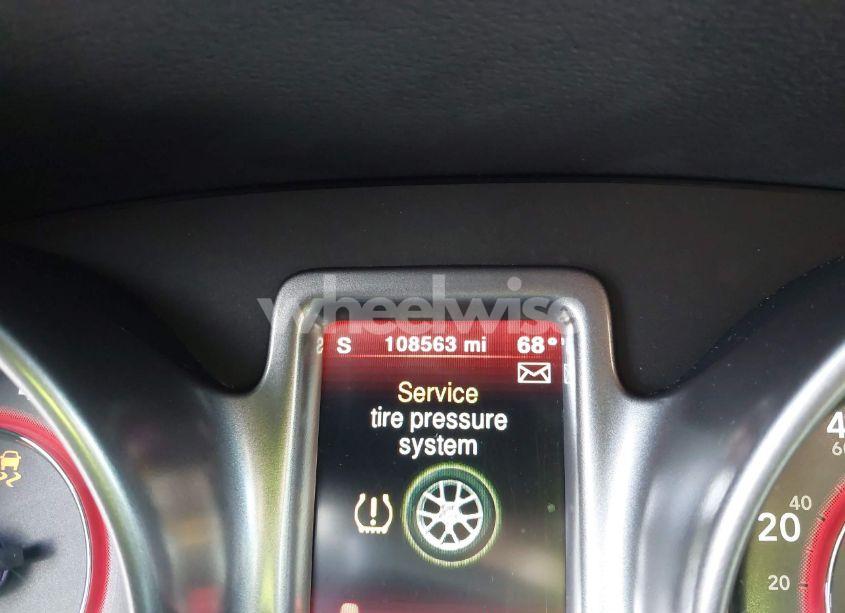 wheelwise
S 108563 mi 68°
Service
tire pressure
system
40
20
20